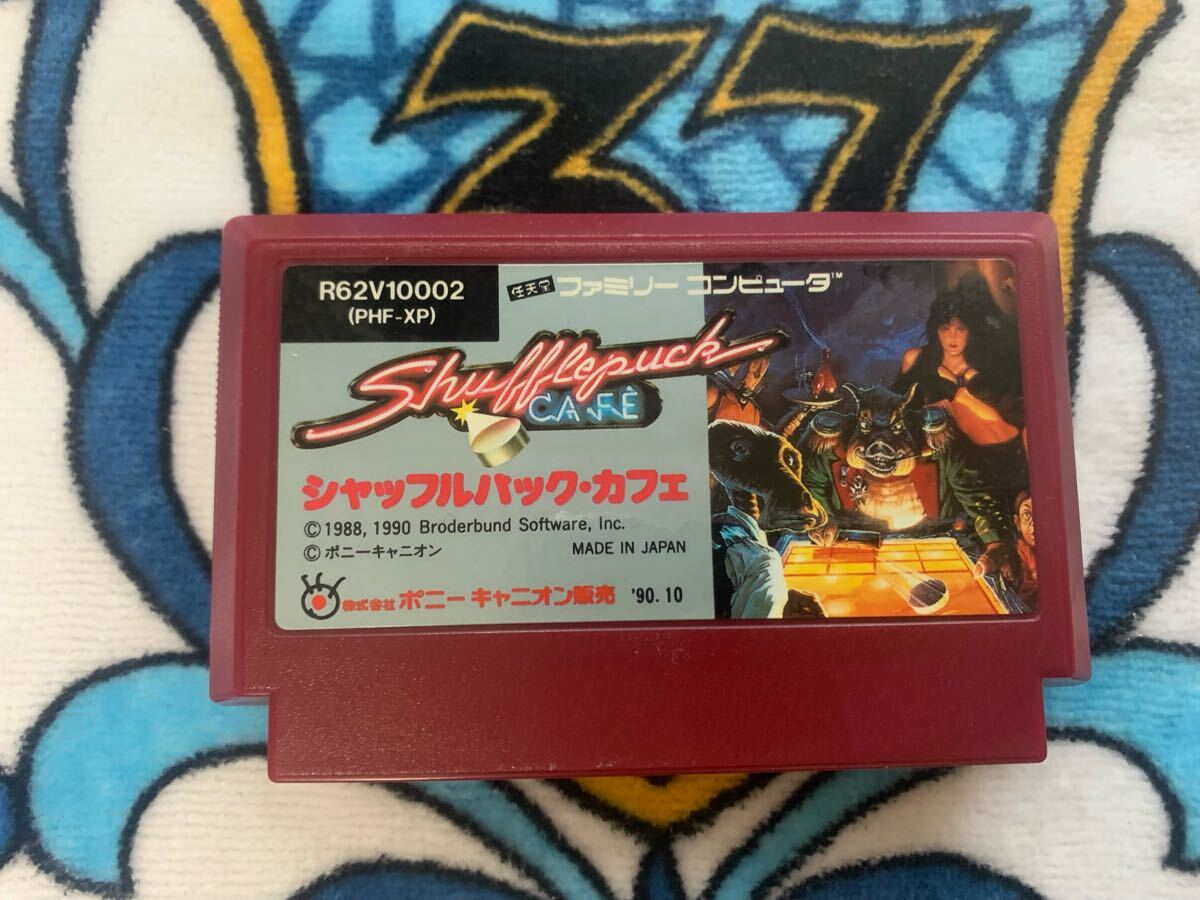 37
R62V10002
(PHF-XP)
任天堂 ファミリー コンピュータ™
Shufflepuck
CAFÉ
シャッフルパック・カフェ
©1988, 1990 Broderbund Software, Inc.
©ポニーキャニオン MADE IN JAPAN
株式会社 ポニーキャニオン販売 '90.10